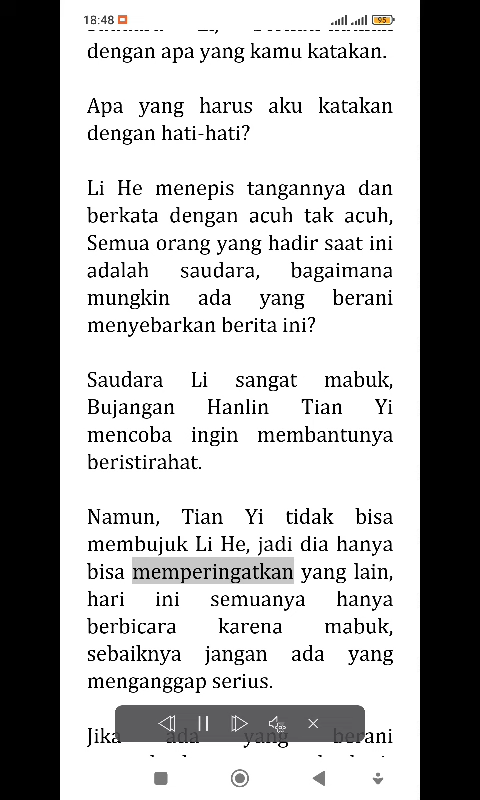 18:48
95
dengan apa yang kamu katakan.
Apa yang harus aku katakan
dengan hati-hati?
Li He menepis tangannya dan
berkata dengan acuh tak acuh,
Semua orang yang hadir saat ini
adalah saudara, bagaimana
mungkin ada yang berani
menyebarkan berita ini?
Saudara Li sangat mabuk,
Bujangan Hanlin Tian Yi
mencoba ingin membantunya
beristirahat.
Namun, Tian Yi tidak bisa
membujuk Li He, jadi dia hanya
bisa memperingatkan yang lain,
hari ini semuanya hanya
berbicara karena mabuk,
sebaiknya jangan ada yang
menganggap serius.
Jika ada yang berani